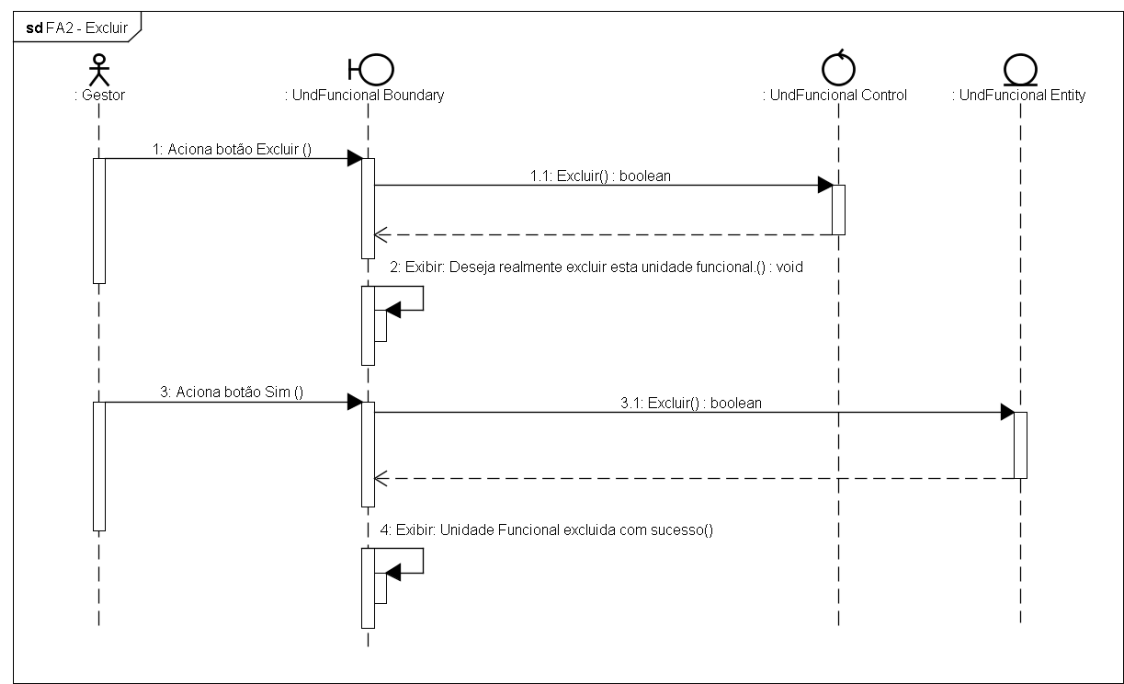 sd FA2 - Excluir
: Gestor
: UndFuncional Boundary
: UndFuncional Control
: UndFuncional Entity
1: Aciona botão Excluir ()
1.1: Excluir() : boolean
2: Exibir: Deseja realmente excluir esta unidade funcional.() : void
3: Aciona botão Sim ()
3.1: Excluir() : boolean
4: Exibir: Unidade Funcional excluida com sucesso()